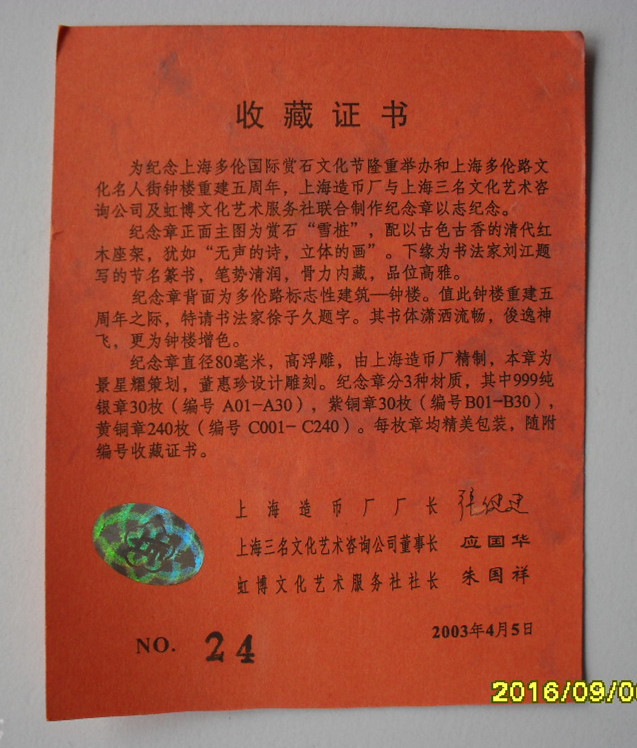 收藏证书
为纪念上海多伦国际赏石文化节隆重举办和上海多伦路文
化名人街钟楼重建五周年，上海造币厂与上海三名文化艺术咨
询公司及虹博文化艺术服务社联合制作纪念章以志纪念。
纪念章正面主图为赏石“雪桩”，配以古色古香的清代红
木座架，犹如“无声的诗，立体的画”。下缘为书法家刘江题
写的节名篆书，笔势清润，骨力内藏，品位高雅。
纪念章背面为多伦路标志性建筑—钟楼。值此钟楼重建五
周年之际，特请书法家徐子久题字。其书体潇洒流畅，俊逸神
飞，更为钟楼增色。
纪念章直径80毫米，高浮雕，由上海造币厂精制，本章为
景星耀策划，董惠珍设计雕刻。纪念章分3种材质，其中999纯
银章30枚（编号 A01-A30），紫铜章30枚（编号B01-B30），
黄铜章240枚（编号 C001- C240）。每枚章均精美包装，随附
编号收藏证书。
上海造币厂厂长
上海三名文化艺术咨询公司董事长 应国华
虹博文化艺术服务社社长 朱国祥
2003年4月5日
NO. 24
2016/09/0